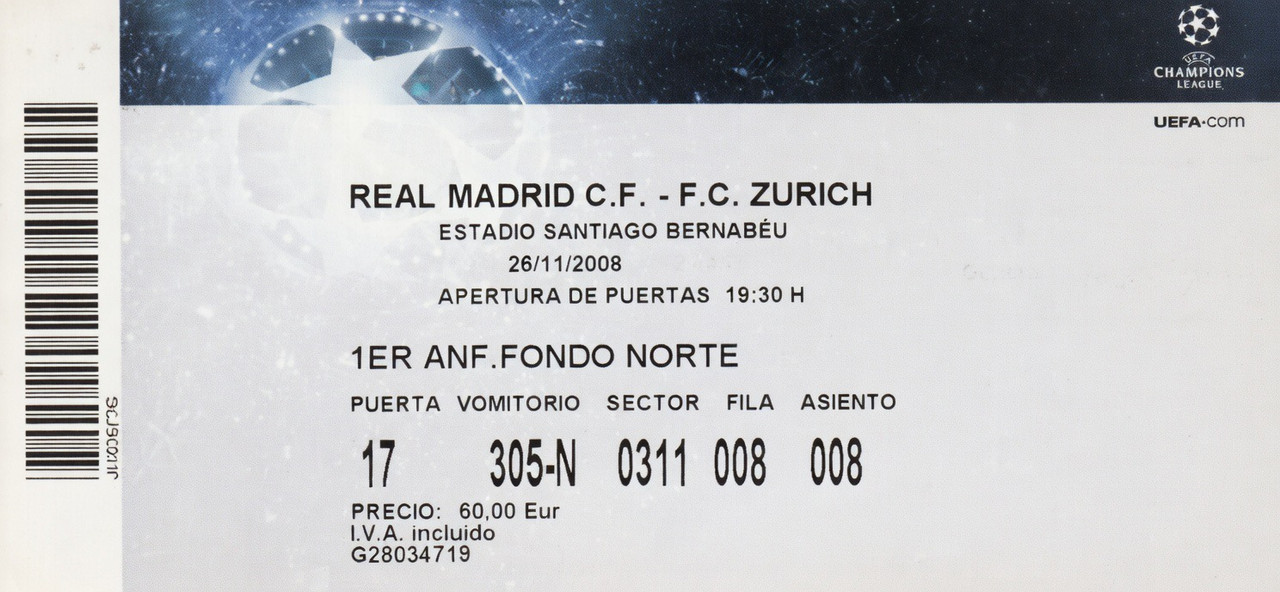 UEFA
CHAMPIONS
LEAGUE
UEFA.com
REAL MADRID C.F. - F.C. ZURICH
ESTADIO SANTIAGO BERNABÉU
26/11/2008
APERTURA DE PUERTAS 19:30 H
1ER ANF.FONDO NORTE
PUERTA VOMITORIO SECTOR FILA ASIENTO
17 305-N 0311 008 008
PRECIO: 60,00 Eur
I.V.A. incluido
G28034719